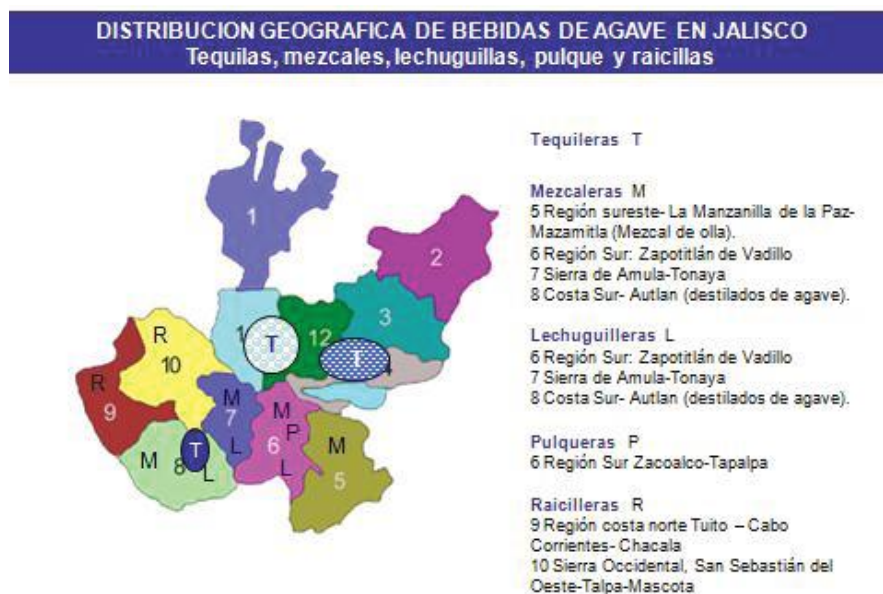 DISTRIBUCION GEOGRAFICA DE BEBIDAS DE AGAVE EN JALISCO
Tequilas, mezcales, lechuguillas, pulque y raicillas
Tequileras T
Mezcaleras M
5 Región sureste- La Manzanilla de la Paz-
Mazamitla (Mezcal de olla).
6 Región Sur: Zapotitlán de Vadillo
7 Sierra de Amula-Tonaya
8 Costa Sur- Autlan (destilados de agave).
Lechuguilleras L
6 Región Sur: Zapotitlán de Vadillo
7 Sierra de Amula-Tonaya
8 Costa Sur- Autlan (destilados de agave).
Pulqueras P
6 Región Sur Zacoalco-Tapalpa
Raicilleras R
9 Región costa norte Tuito – Cabo
Corrientes- Chacala
10 Sierra Occidental, San Sebastián del
Oeste-Talpa-Mascota
1
2
3
1 T 12
T 4
R
10
R
9
M
7
L
M
P
6
L
M
5
T
M 8 L